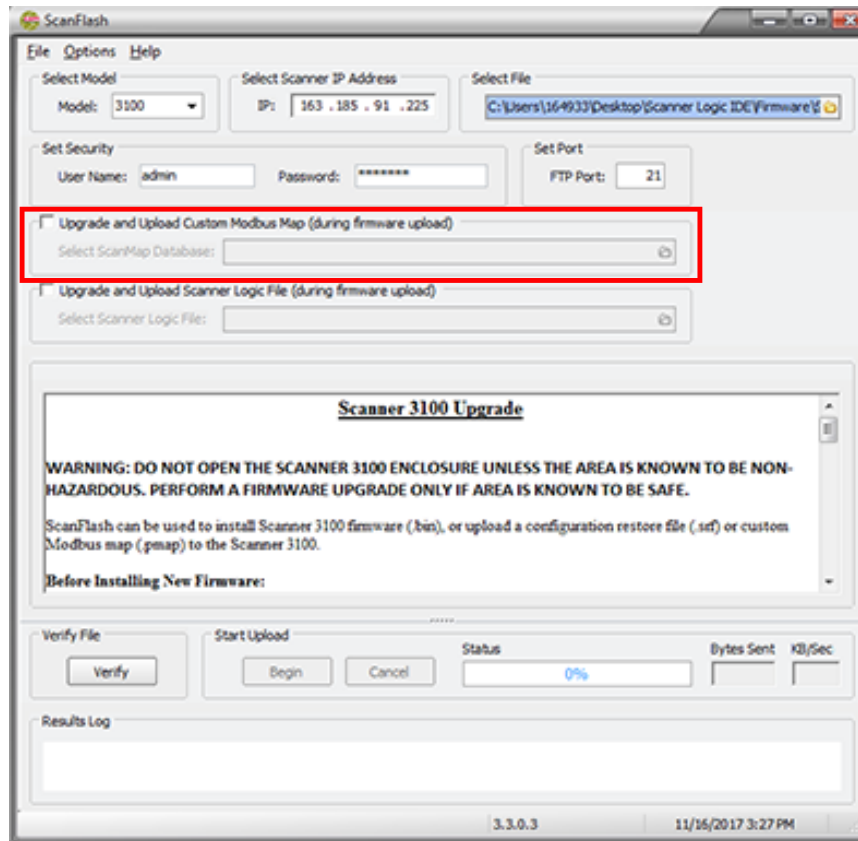 ScanFlash
File Options Help
Select Model
Select Scanner IP Address
Select File
Model: 3100
IP: 163 . 185 . 91 . 225
C:\Users\164933\Desktop\Scanner Logic IDE\Firmware\
Set Security
Set Port
User Name: admin
Password: *******
FTP Port: 21
Upgrade and Upload Custom Modbus Map (during firmware upload)
Select ScanMap Database:
Upgrade and Upload Scanner Logic File (during firmware upload)
Select Scanner Logic File:
Scanner 3100 Upgrade
WARNING: DO NOT OPEN THE SCANNER 3100 ENCLOSURE UNLESS THE AREA IS KNOWN TO BE NON-
HAZARDOUS. PERFORM A FIRMWARE UPGRADE ONLY IF AREA IS KNOWN TO BE SAFE.
ScanFlash can be used to install Scanner 3100 firmware (.bin), or upload a configuration restore file (.srf) or custom
Modbus map (.pmap) to the Scanner 3100.
Before Installing New Firmware:
Verify File
Start Upload
Status
Bytes Sent
KB/Sec
Verify
Begin
Cancel
0%
Results Log
3.3.0.3
11/16/2017 3:27 PM